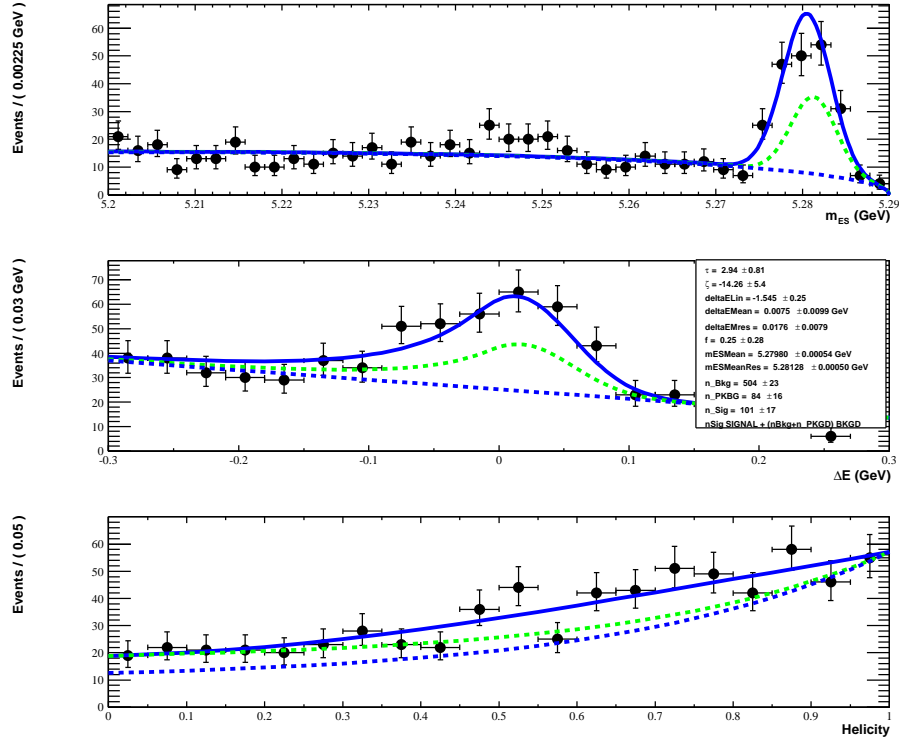 Events / ( 0.00225 GeV )
60
50
40
30
20
10
0
5.2 5.21 5.22 5.23 5.24 5.25 5.26 5.27 5.28 5.29
m_ES (GeV)
Events / ( 0.03 GeV )
70
60
50
40
30
20
10
0
τ = 2.94 ±0.81
ζ = -14.26 ±5.4
deltaELin = -1.545 ±0.25
deltaEMean = 0.0075 ±0.0099 GeV
deltaEMres = 0.0176 ±0.0079
f = 0.25 ±0.28
mESMean = 5.27980 ±0.00054 GeV
mESMeanRes = 5.28128 ±0.00050 GeV
n_Bkg = 504 ±23
n_PKBG = 84 ±16
n_Sig = 101 ±17
nSig SIGNAL + (nBkg+n_PKGD) BKGD
-0.3 -0.2 -0.1 0 0.1 0.2 0.3
ΔE (GeV)
Events / ( 0.05 )
60
50
40
30
20
10
0
0 0.1 0.2 0.3 0.4 0.5 0.6 0.7 0.8 0.9 1
Helicity